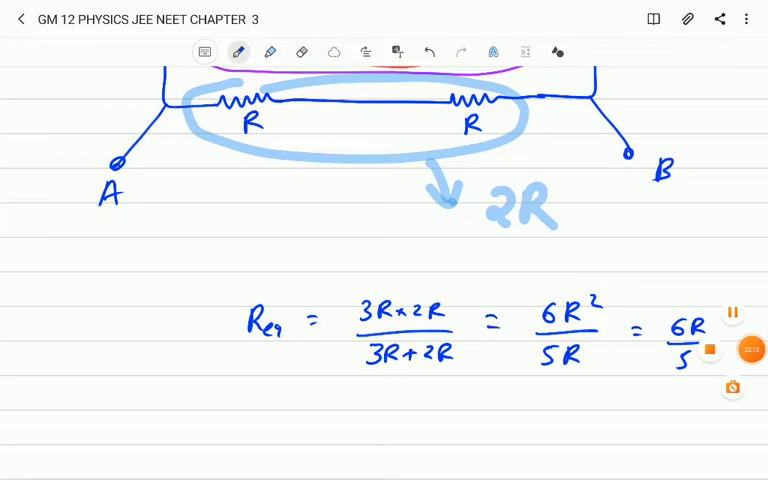 GM 12 PHYSICS JEE NEET CHAPTER 3
R R
A B
2R
Req = 3R × 2R / 3R + 2R = 6R² / 5R = 6R / 5
22:12